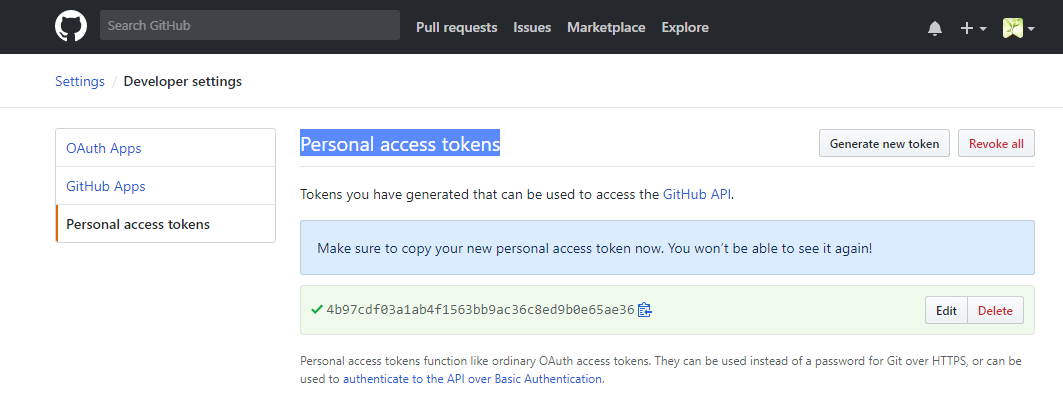 Search GitHub
Pull requests Issues Marketplace Explore
Settings / Developer settings
OAuth Apps
GitHub Apps
Personal access tokens
Personal access tokens
Generate new token
Revoke all
Tokens you have generated that can be used to access the GitHub API.
Make sure to copy your new personal access token now. You won't be able to see it again!
4b97cdf03a1ab4f1563bb9ac36c8ed9b0e65ae36
Edit
Delete
Personal access tokens function like ordinary OAuth access tokens. They can be used instead of a password for Git over HTTPS, or can be
used to authenticate to the API over Basic Authentication.